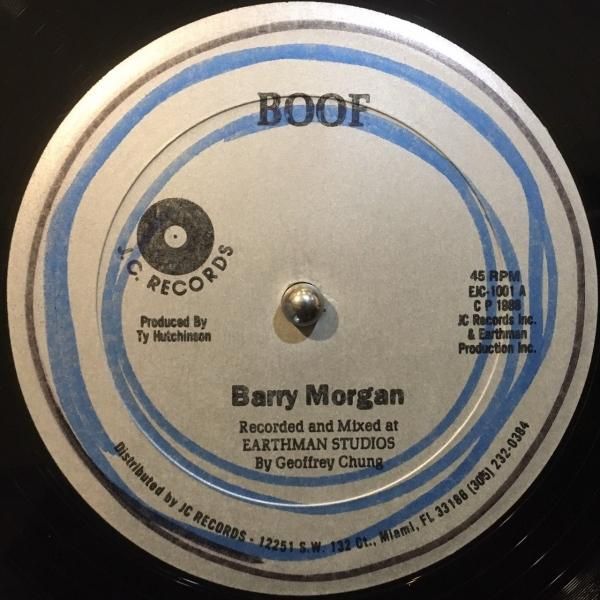 BOOF
J.C. RECORDS
Produced By
Ty Hutchinson
45 RPM
EJC-1001 A
C P 1988
JC Records Inc.
& Earthman
Production Inc.
Barry Morgan
Recorded and Mixed at
EARTHMAN STUDIOS
By Geoffrey Chung
Distributed by JC RECORDS - 12251 S.W. 132 Ct., Miami, FL 33186 (305) 232-0384